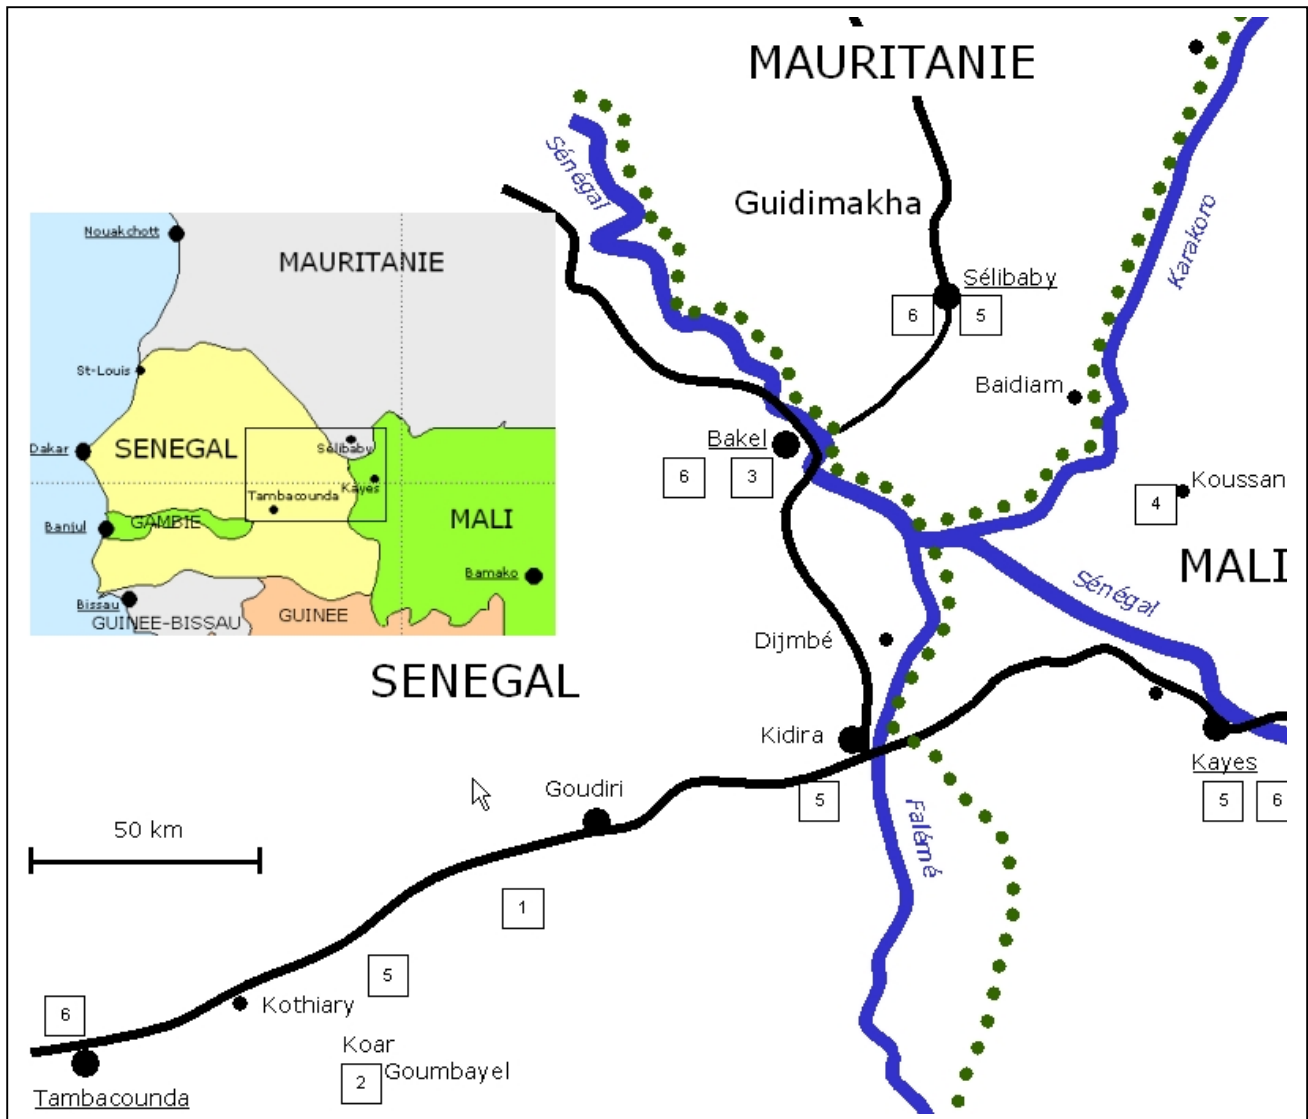 MAURITANIE
Sénégal
Guidimakha
Karakoro
Sélibaby
6
5
Baidiam
Bakel
6
3
Koussan
4
MALI
Sénégal
Dijmbé
SENEGAL
Kidira
Kayes
5
6
5
Goudiri
Falémé
50 km
1
5
Kothiary
6
Koar
Goumbayel
2
Tambacounda
Nouakchott
MAURITANIE
St-Louis
Dakar
SENEGAL
Sélibaby
Kayes
Tambacounda
MALI
Banjul
GAMBIE
Bamako
Bissau
GUINEE-BISSAU
GUINEE